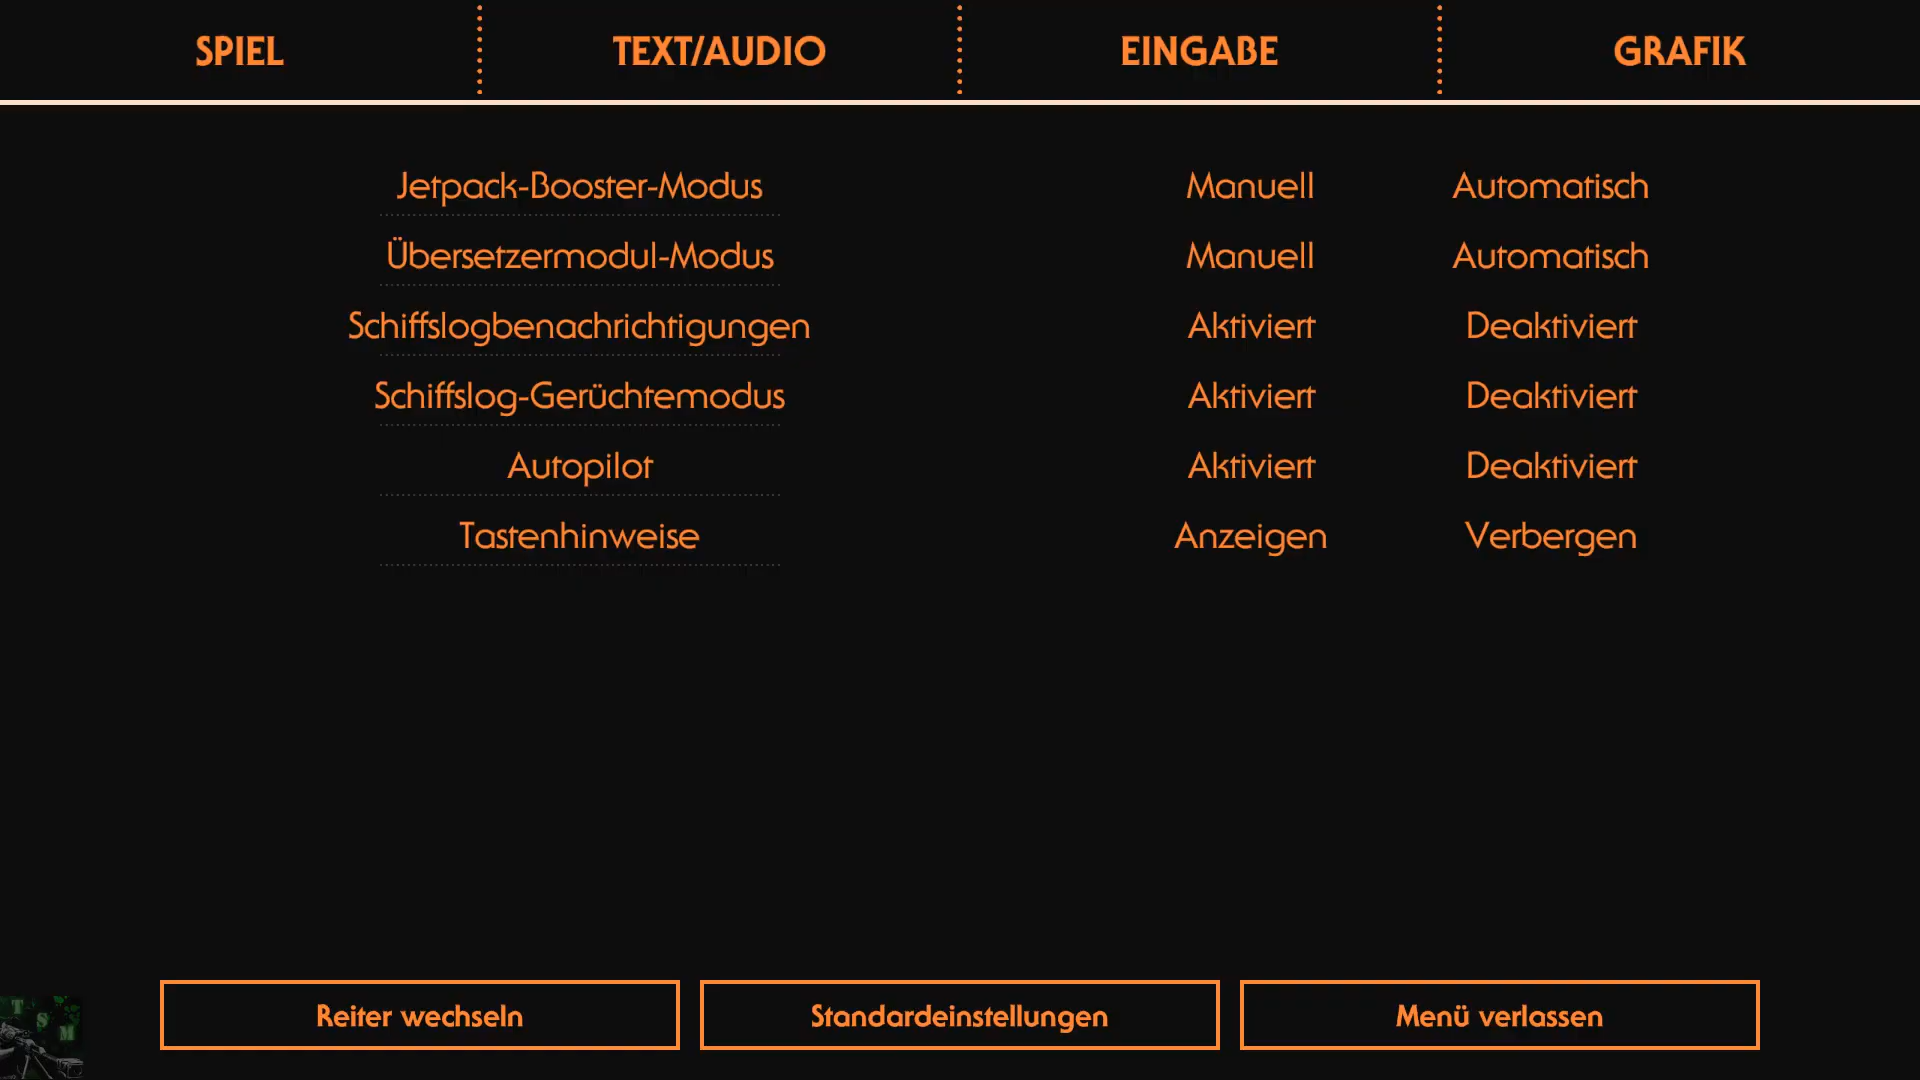 SPIEL TEXT/AUDIO EINGABE GRAFIK
Jetpack-Booster-Modus Manuell Automatisch
Übersetzermodul-Modus Manuell Automatisch
Schiffslogbenachrichtigungen Aktiviert Deaktiviert
Schiffslog-Gerüchtemodus Aktiviert Deaktiviert
Autopilot Aktiviert Deaktiviert
Tastenhinweise Anzeigen Verbergen
Reiter wechseln Standardeinstellungen Menü verlassen
T S M